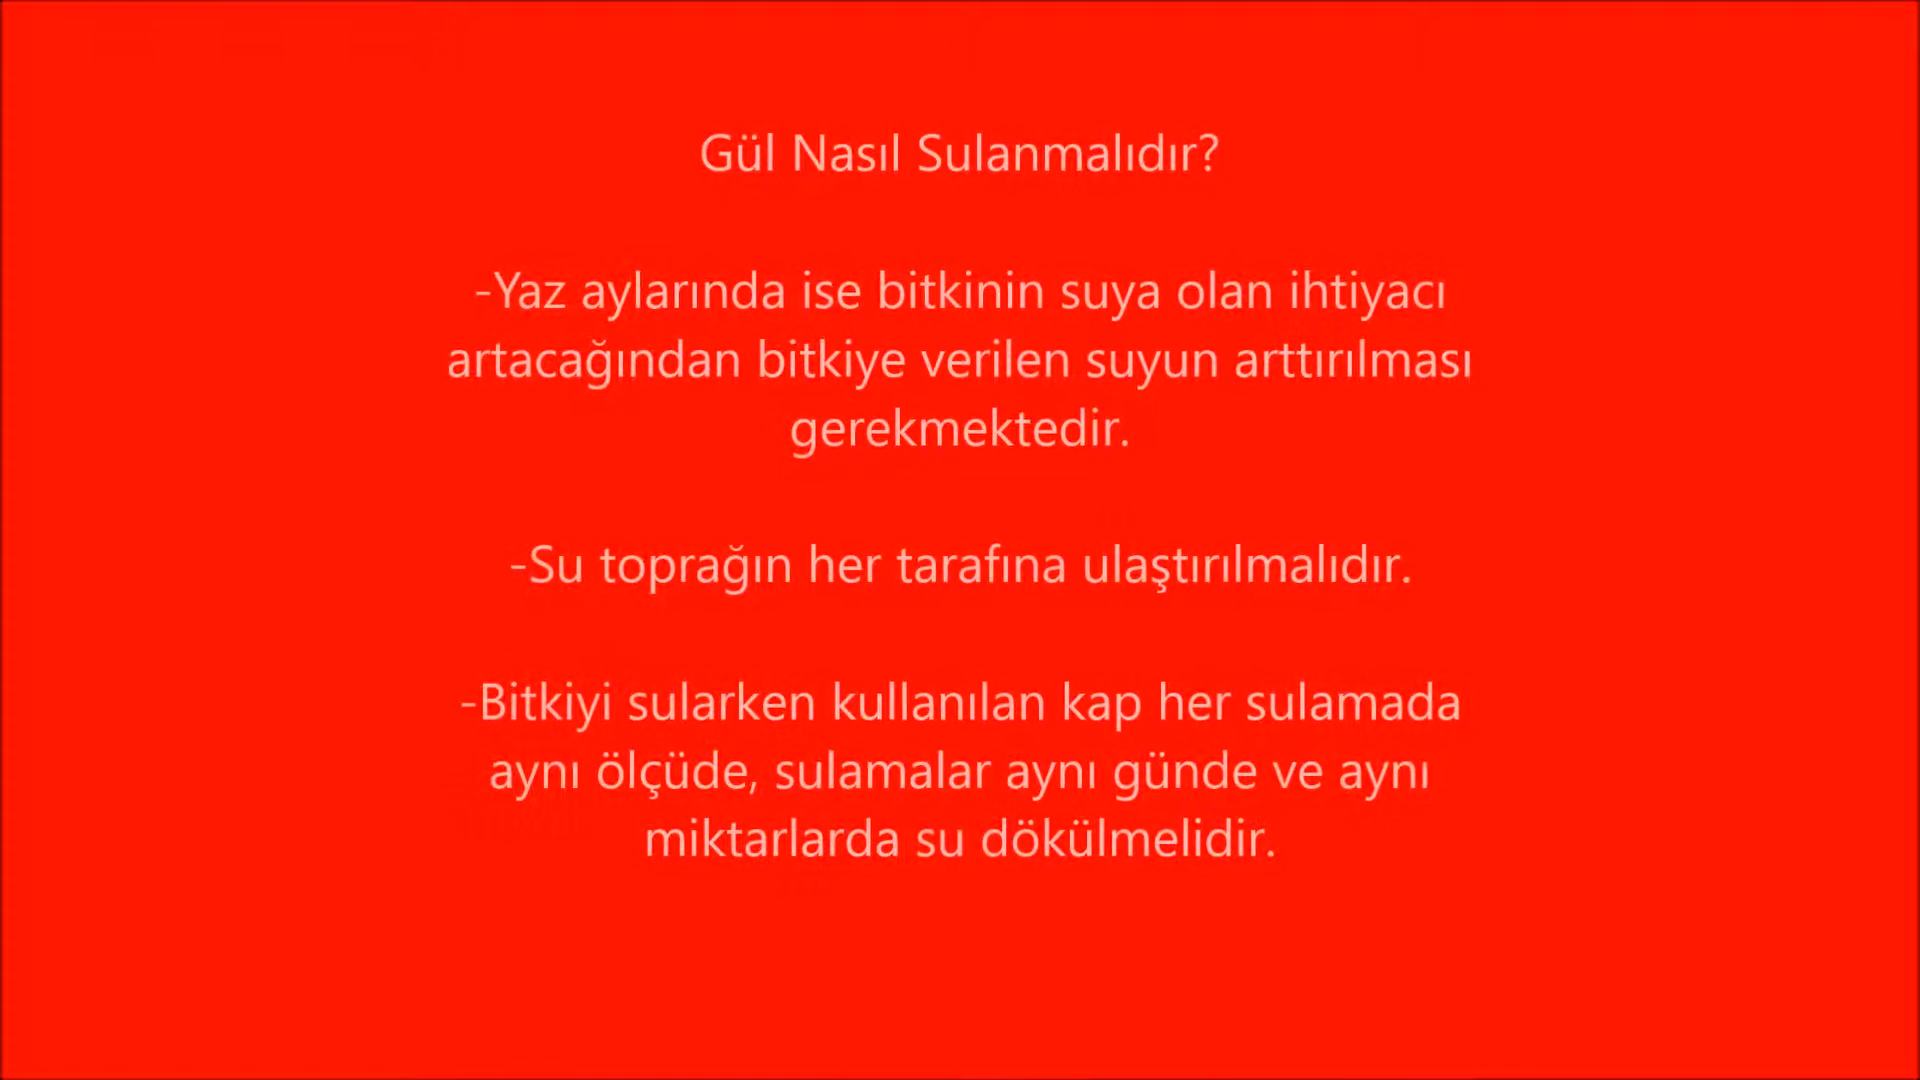 Gül Nasıl Sulanmalıdır?
-Yaz aylarında ise bitkinin suya olan ihtiyacı
artacağından bitkiye verilen suyun arttırılması
gerekmektedir.
-Su toprağın her tarafına ulaştırılmalıdır.
-Bitkiyi sularken kullanılan kap her sulamada
aynı ölçüde, sulamalar aynı günde ve aynı
miktarlarda su dökülmelidir.